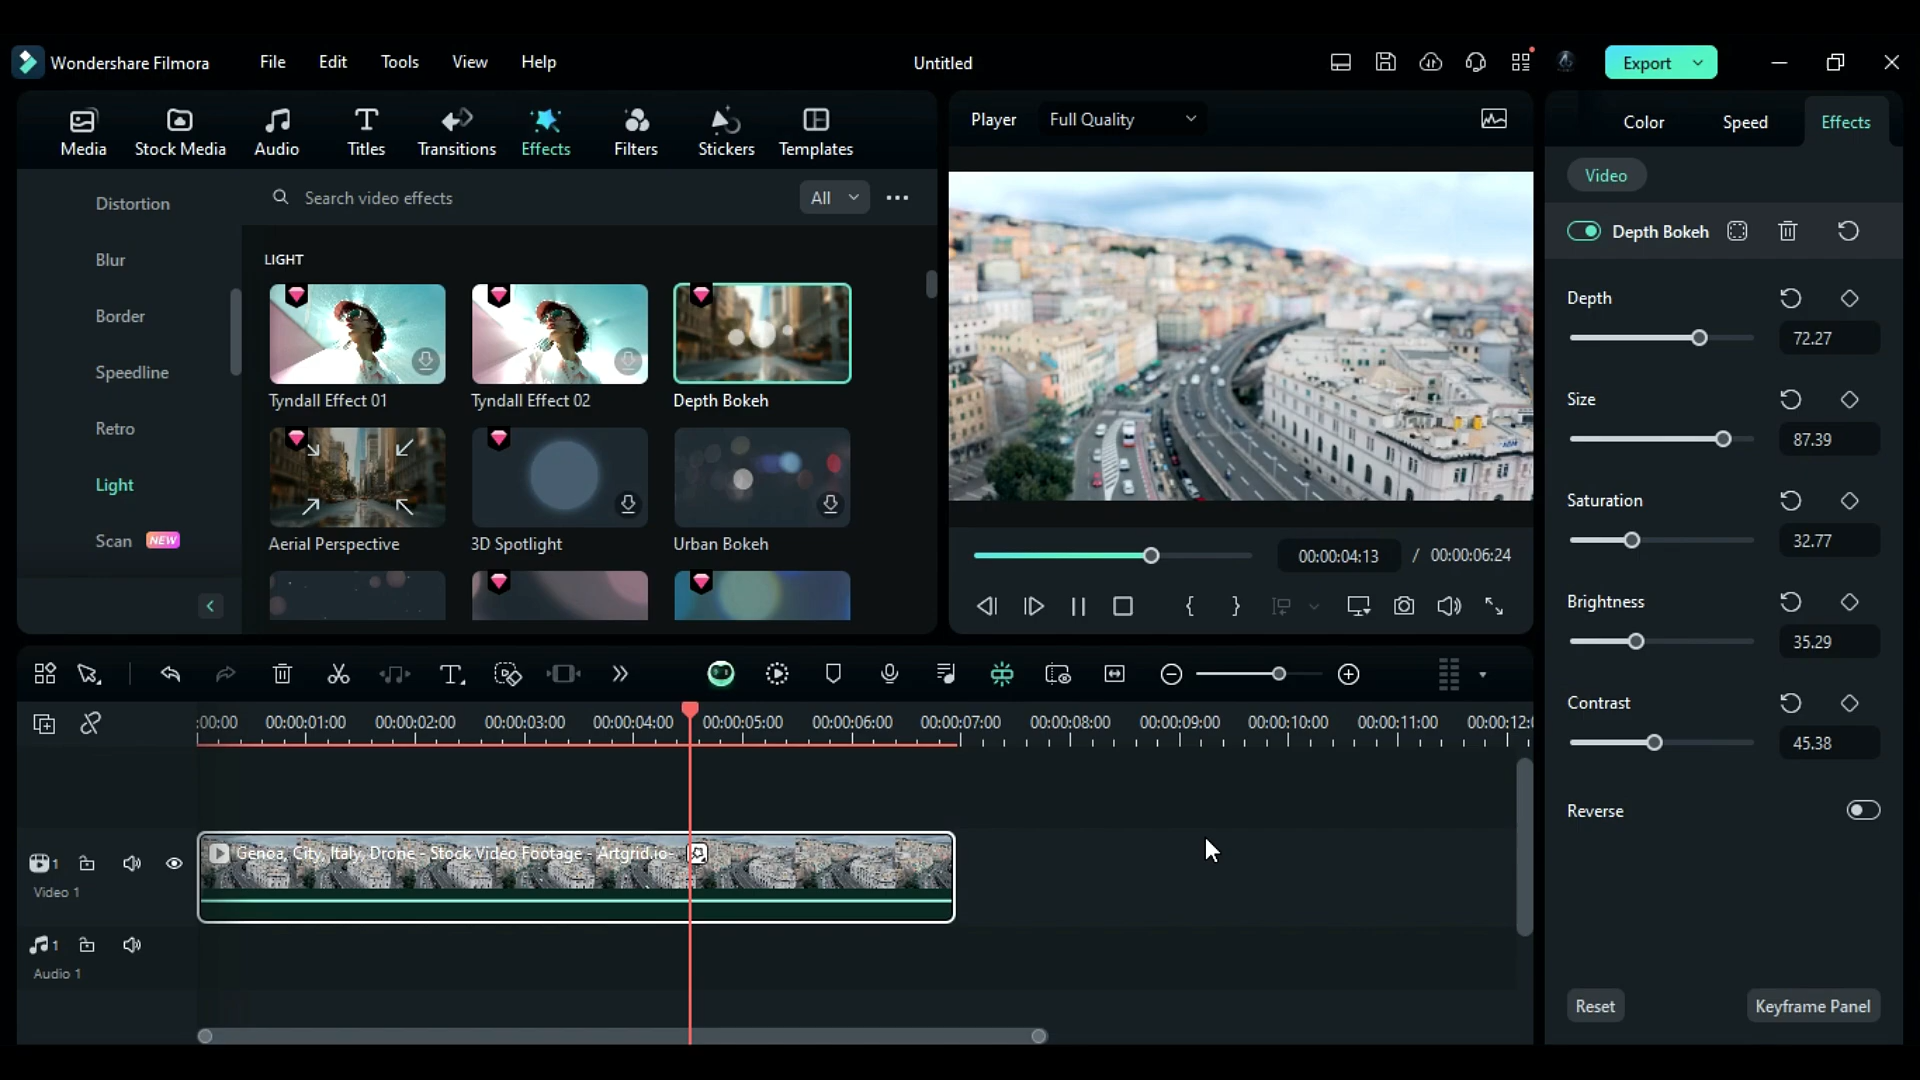 Wondershare Filmora File Edit Tools View Help Untitled Export
Media Stock Media Audio Titles Transitions Effects Filters Stickers Templates
Player Full Quality
Color Speed Effects
Video
Distortion
Blur
Border
Speedline
Retro
Light
Scan NEW
Search video effects All
LIGHT
Tyndall Effect 01 Tyndall Effect 02 Depth Bokeh
Aerial Perspective 3D Spotlight Urban Bokeh
00:00:04:13 / 00:00:06:24
Depth Bokeh
Depth
72.27
Size
87.39
Saturation
32.77
Brightness
35.29
Contrast
45.38
Reverse
Reset Keyframe Panel
:00:00 00:00:01:00 00:00:02:00 00:00:03:00 00:00:04:00 00:00:05:00 00:00:06:00 00:00:07:00 00:00:08:00 00:00:09:00 00:00:10:00 00:00:11:00 00:00:12:0
Genoa, City, Italy, Drone - Stock Video Footage - Artgrid.io-
1
Video 1
1
Audio 1